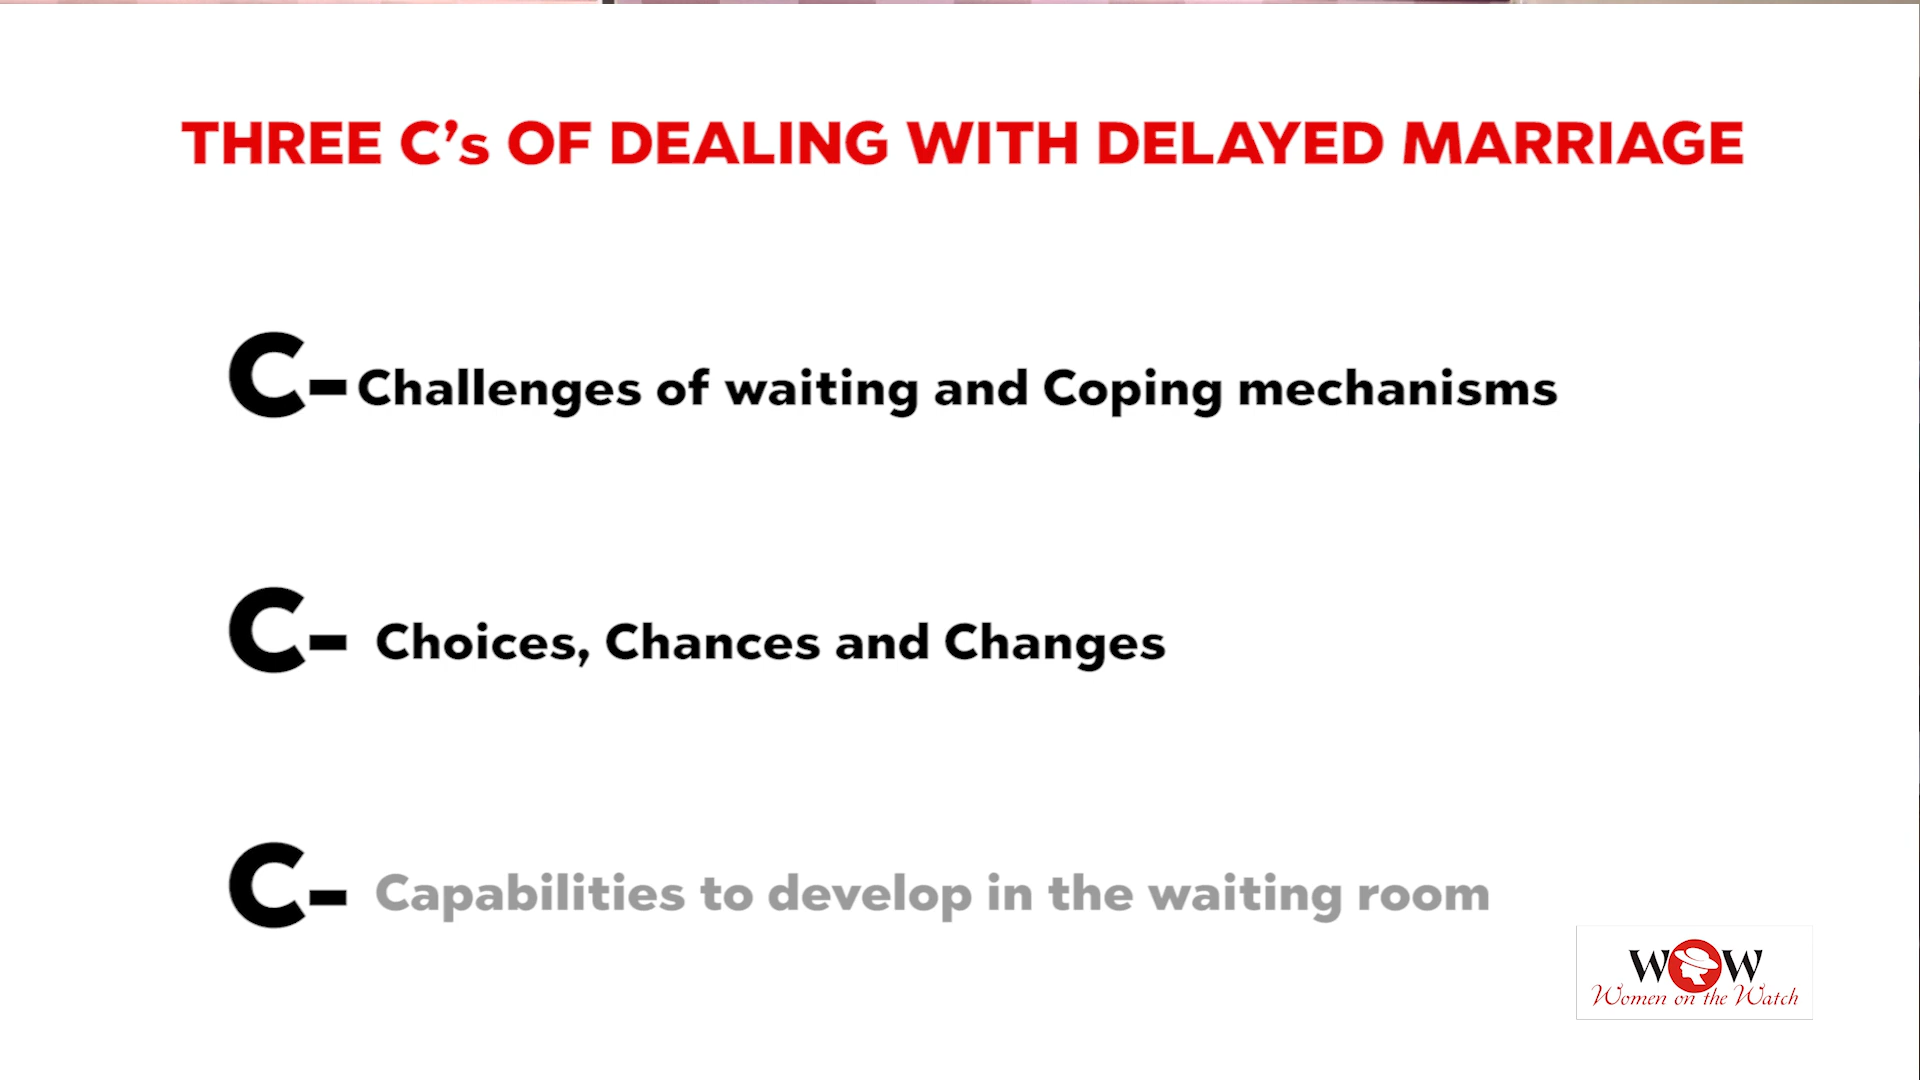 THREE C's OF DEALING WITH DELAYED MARRIAGE
C- Challenges of waiting and Coping mechanisms
C- Choices, Chances and Changes
C- Capabilities to develop in the waiting room
WOW
Women on the Watch